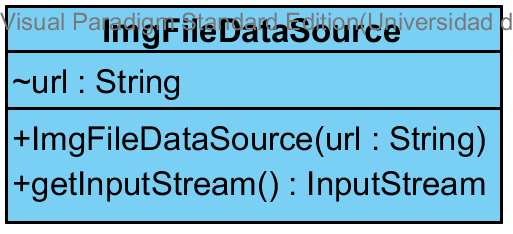 Visual Paradigm Standard Edition(Universidad d
ImgFileDataSource
~url : String
+ImgFileDataSource(url : String)
+getInputStream() : InputStream